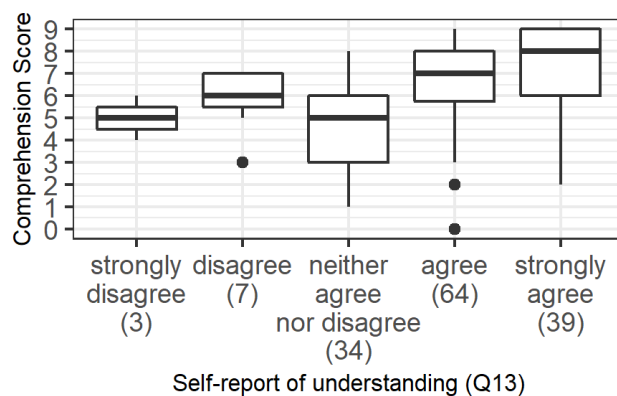 Comprehension Score
9
8
7
6
5
4
3
2
1
0
strongly
disagree
(3)
disagree
(7)
neither
agree
nor disagree
(34)
agree
(64)
strongly
agree
(39)
Self-report of understanding (Q13)